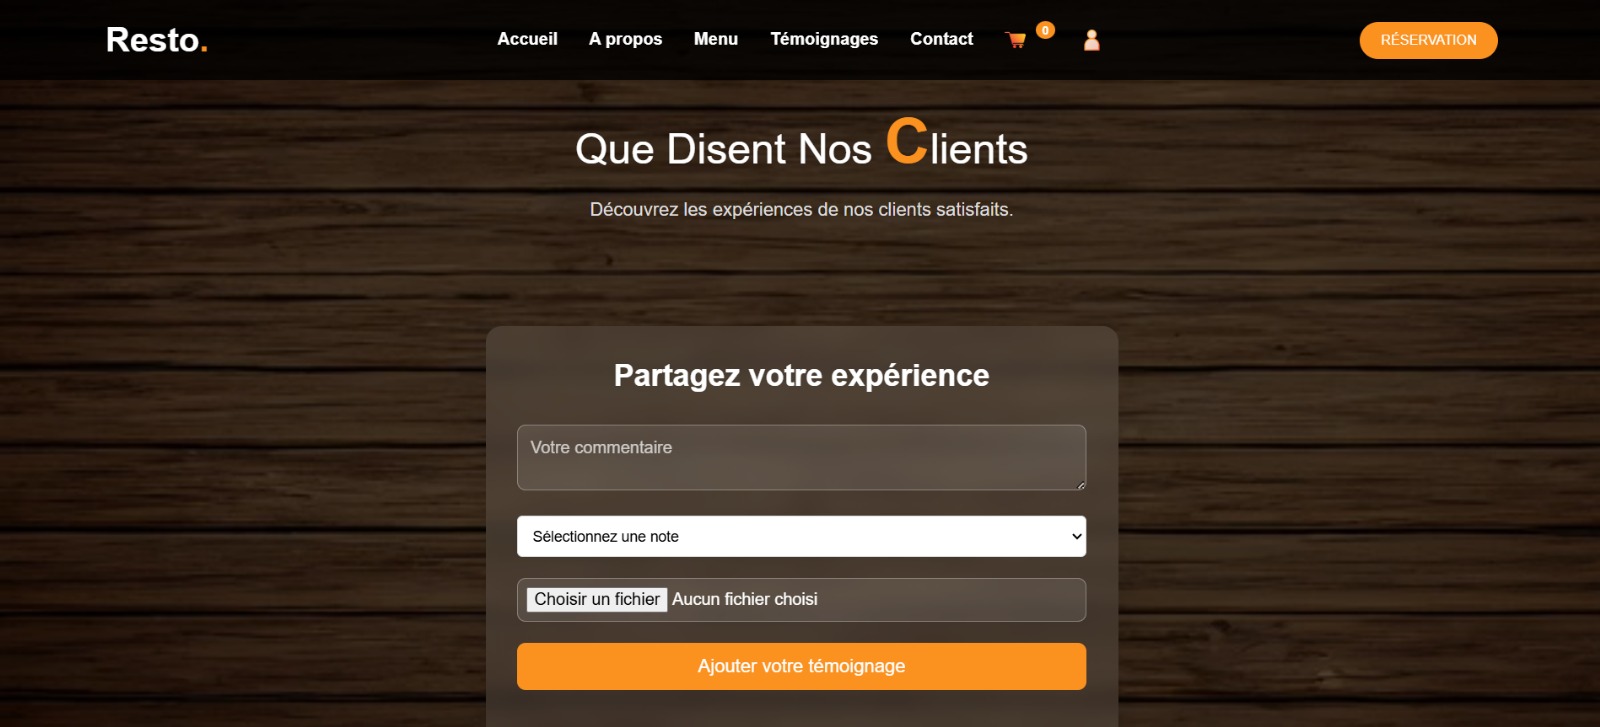 Resto.
Accueil A propos Menu Témoignages Contact 0 RÉSERVATION
Que Disent Nos Clients
Découvrez les expériences de nos clients satisfaits.
Partagez votre expérience
Votre commentaire
Sélectionnez une note
Choisir un fichier Aucun fichier choisi
Ajouter votre témoignage